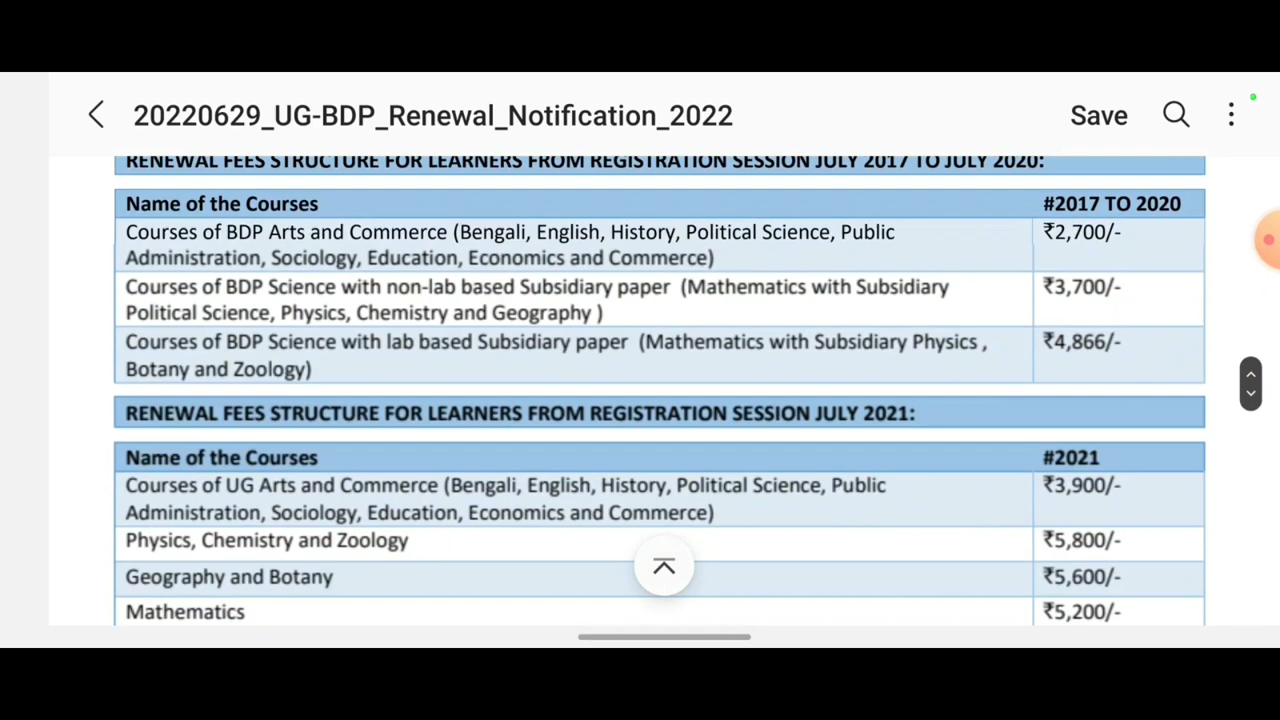 20220629_UG-BDP_Renewal_Notification_2022
Save
RENEWAL FEES STRUCTURE FOR LEARNERS FROM REGISTRATION SESSION JULY 2017 TO JULY 2020:
Name of the Courses #2017 TO 2020
Courses of BDP Arts and Commerce (Bengali, English, History, Political Science, Public ₹2,700/-
Administration, Sociology, Education, Economics and Commerce)
Courses of BDP Science with non-lab based Subsidiary paper (Mathematics with Subsidiary ₹3,700/-
Political Science, Physics, Chemistry and Geography )
Courses of BDP Science with lab based Subsidiary paper (Mathematics with Subsidiary Physics , ₹4,866/-
Botany and Zoology)
RENEWAL FEES STRUCTURE FOR LEARNERS FROM REGISTRATION SESSION JULY 2021:
Name of the Courses #2021
Courses of UG Arts and Commerce (Bengali, English, History, Political Science, Public ₹3,900/-
Administration, Sociology, Education, Economics and Commerce)
Physics, Chemistry and Zoology ₹5,800/-
Geography and Botany ₹5,600/-
Mathematics ₹5,200/-